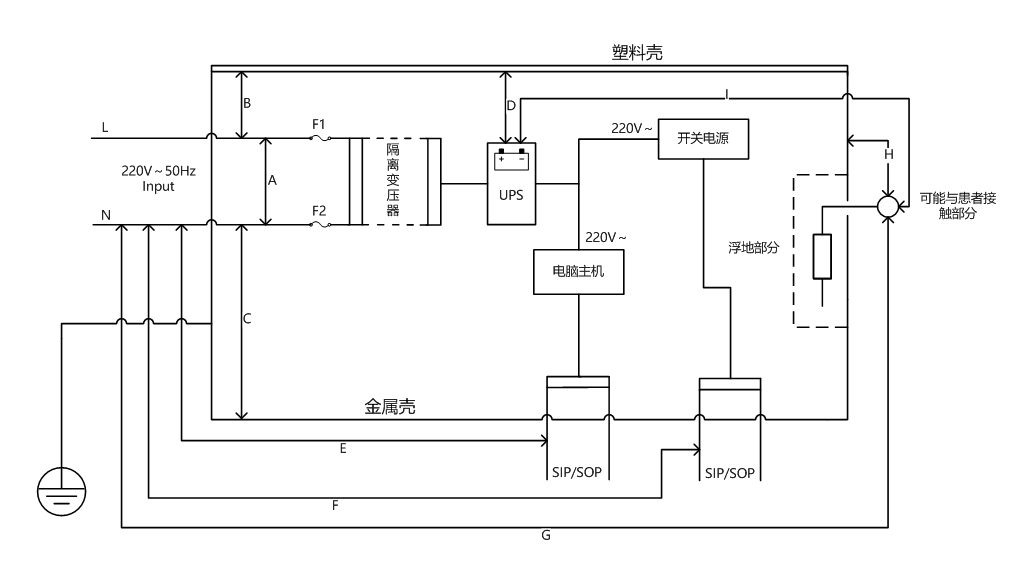 塑料壳
B
D
I
L
F1
220V～
开关电源
隔
离
变
压
器
220V～50Hz
Input
A
+
−
UPS
H
可能与患者接
触部分
N
F2
220V～
浮地部分
电脑主机
C
金属壳
E
SIP/SOP
SIP/SOP
F
G